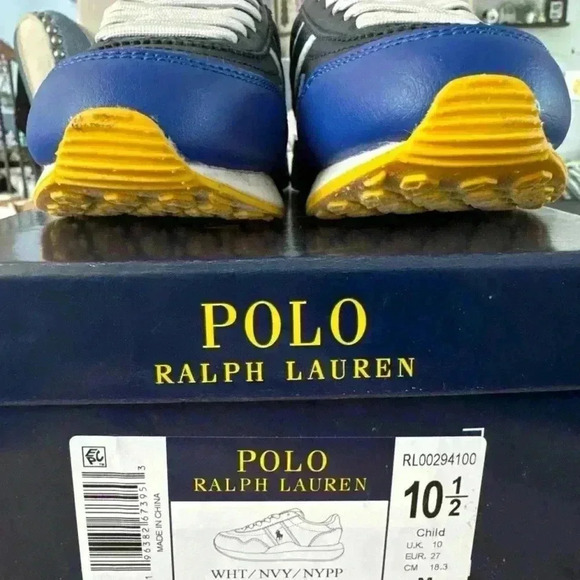 POLO
RALPH LAUREN
POLO
RALPH LAUREN
WHT/NVY/NYPP
MADE IN CHINA
RL00294100
10 1/2
Child
U.K. 10
EUR. 27
CM 18.3
M